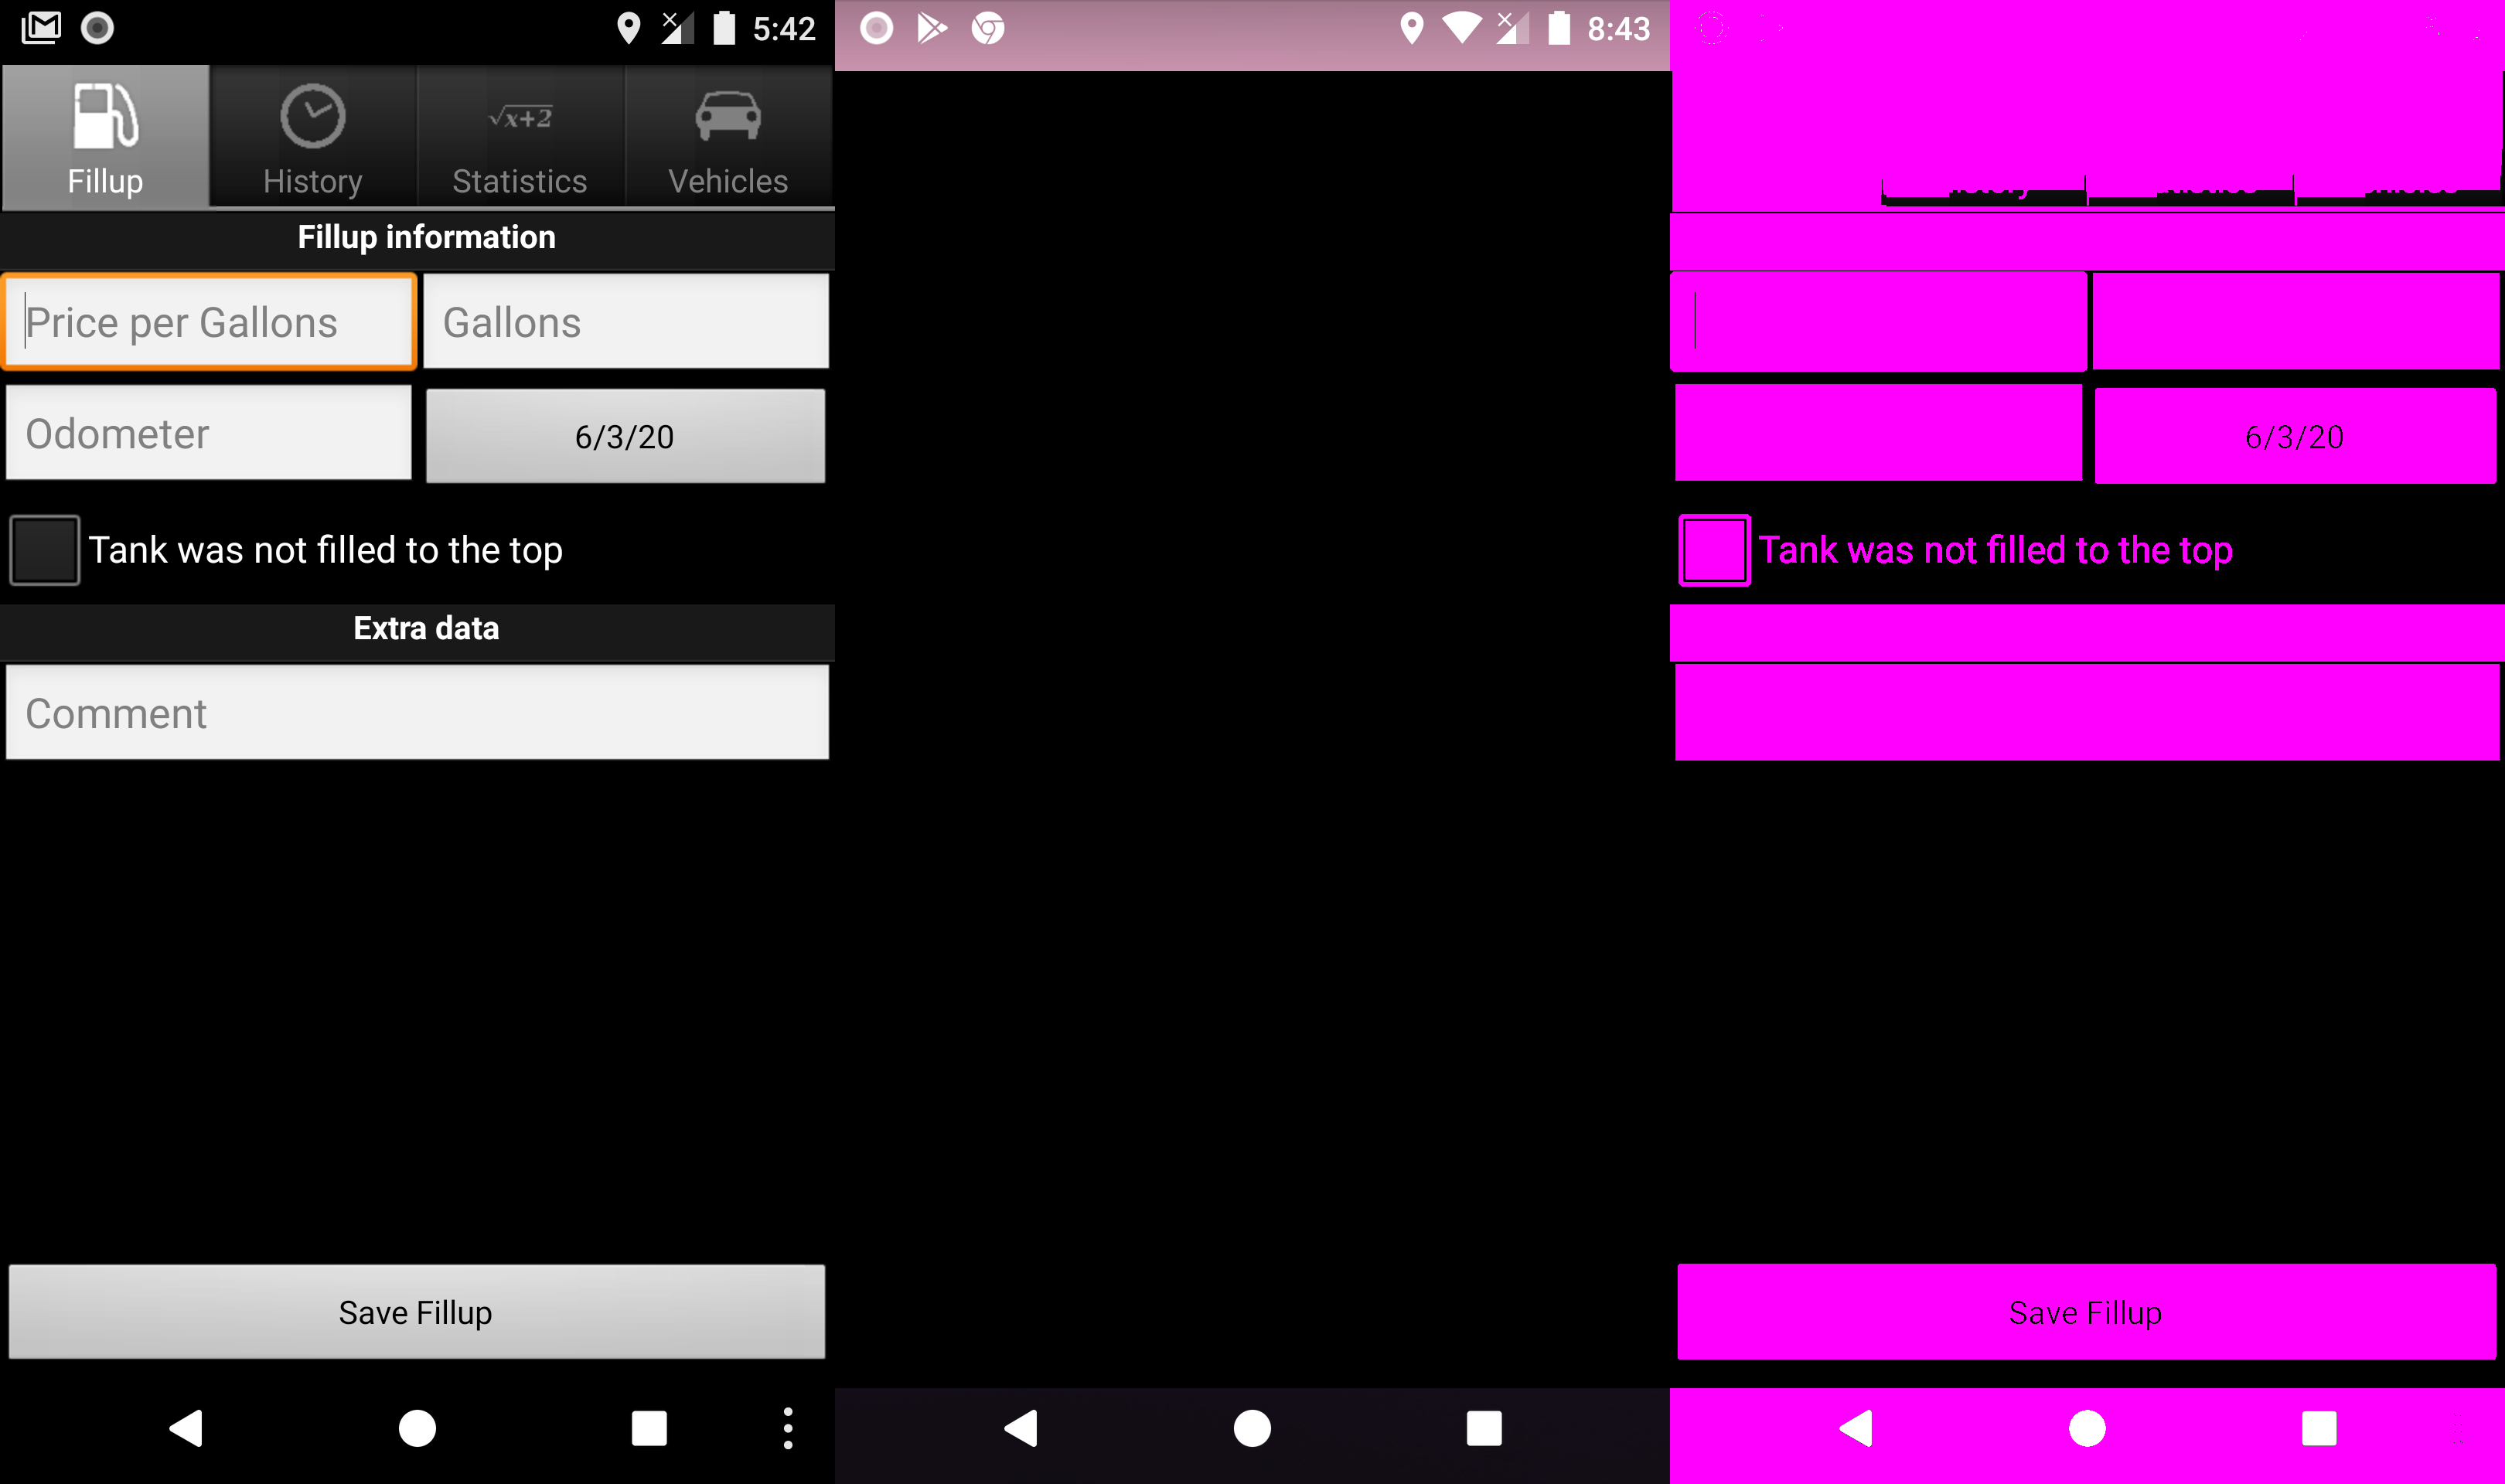 5:42
Fillup
History
√x+2
Statistics
Vehicles
Fillup information
Price per Gallons
Gallons
Odometer
6/3/20
Tank was not filled to the top
Extra data
Comment
Save Fillup
8:43
6/3/20
Tank was not filled to the top
Save Fillup